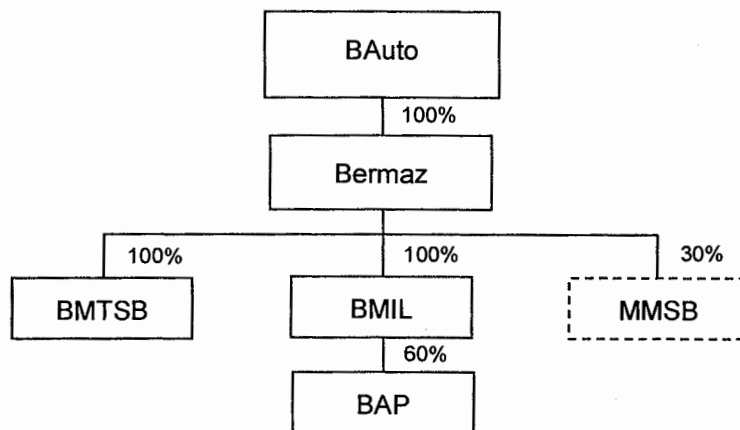 BAuto
100%
Bermaz
100% 100% 30%
BMTSB BMIL MMSB
60%
BAP